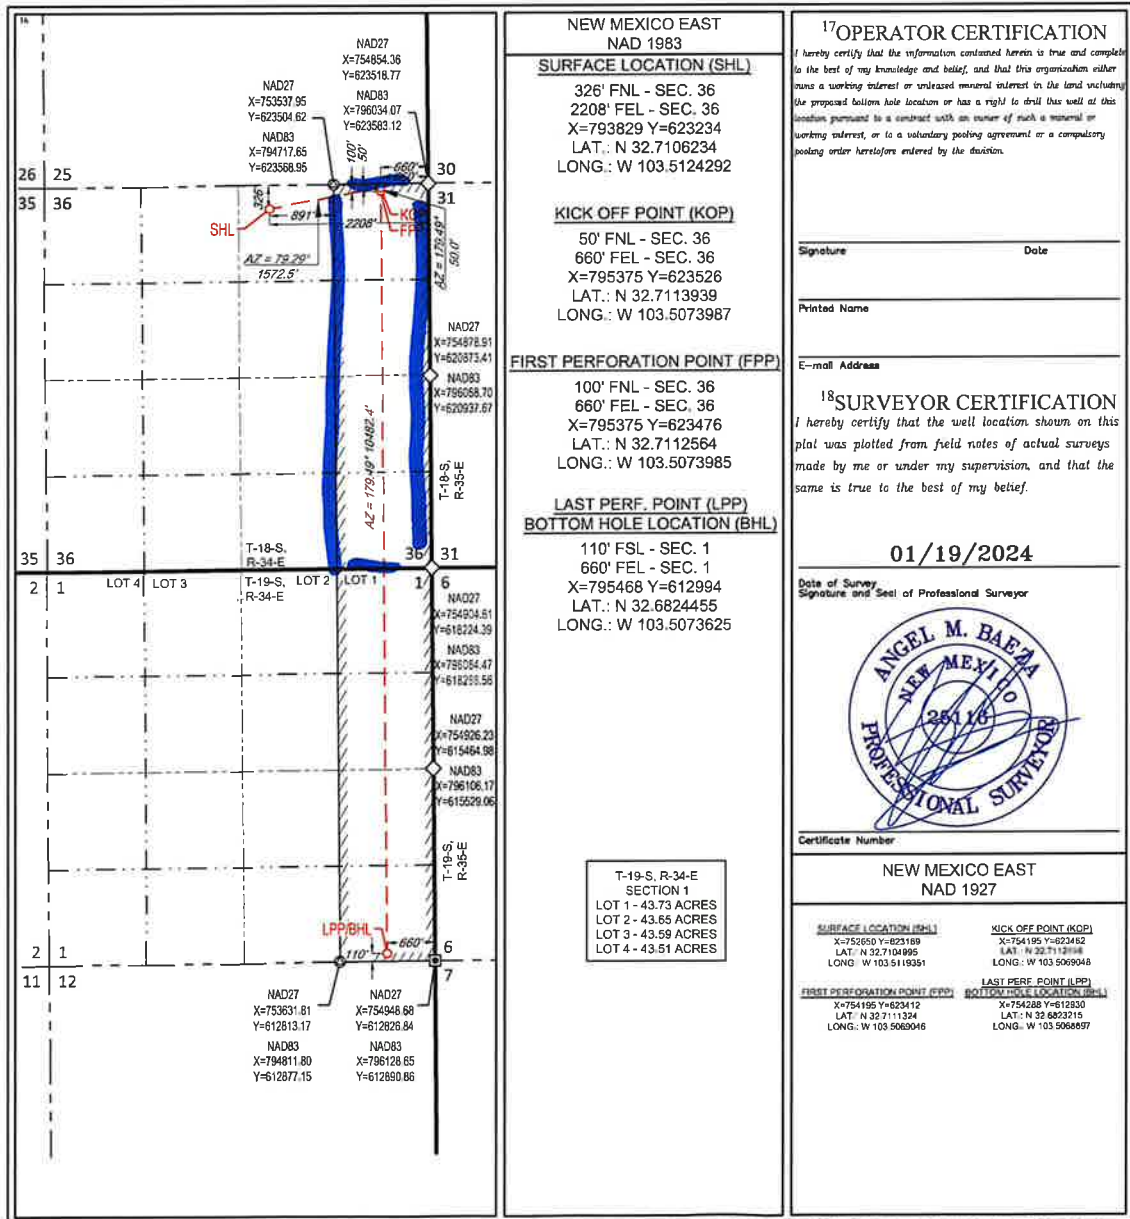 16
NAD27
X=754854.36
Y=623518.77
NAD83
X=796034.07
Y=623583.12
NAD27
X=753537.95
Y=623504.62
NAD83
X=794717.65
Y=623568.95
100'
50'
660'
26 25
35 36
30
31
326'
SHL
891'
2208'
AZ = 79.29°
1572.5'
AZ = 179.49°
50.0'
NAD27
X=754878.91
Y=620873.41
NAD83
X=796058.70
Y=620937.67
AZ = 179.49° 10482.4'
T-18-S,
R-35-E
35 36
2 1
T-18-S,
R-34-E
T-19-S,
R-34-E
LOT 4 LOT 3 LOT 2 LOT 1
36 31
1 6
NAD27
X=754904.61
Y=618224.39
NAD83
NAD27
X=754926.23
Y=615464.98
NAD83
X=796106.17
Y=615529.06
T-19-S,
R-35-E
LPP/BHL
660'
110'
2 1
11 12
6
7
NAD27
X=753631.81
Y=612813.17
NAD83
X=794811.80
Y=612877.15
NAD27
X=754948.68
Y=612826.84
NAD83
X=796128.65
Y=612890.86
NEW MEXICO EAST
NAD 1983
SURFACE LOCATION (SHL)
326' FNL - SEC. 36
2208' FEL - SEC. 36
X=793829 Y=623234
LAT.: N 32.7106234
LONG.: W 103.5124292
KICK OFF POINT (KOP)
50' FNL - SEC. 36
660' FEL - SEC. 36
X=795375 Y=623526
LAT.: N 32.7113939
LONG.: W 103.5073987
FIRST PERFORATION POINT (FPP)
100' FNL - SEC. 36
660' FEL - SEC. 36
X=795375 Y=623476
LAT.: N 32.7112564
LONG.: W 103.5073985
LAST PERF. POINT (LPP)
BOTTOM HOLE LOCATION (BHL)
110' FSL - SEC. 1
660' FEL - SEC. 1
X=795468 Y=612994
LAT.: N 32.6824455
LONG.: W 103.5073625
T-19-S, R-34-E
SECTION 1
LOT 1 - 43.73 ACRES
LOT 2 - 43.65 ACRES
LOT 3 - 43.59 ACRES
LOT 4 - 43.51 ACRES
17OPERATOR CERTIFICATION
I hereby certify that the information contained herein is true and complete
to the best of my knowledge and belief, and that this organization either
owns a working interest or unleased mineral interest in the land including
the proposed bottom hole location or has a right to drill this well at this
location pursuant to a contract with an owner of such a mineral or
working interest, or to a voluntary pooling agreement or a compulsory
pooling order heretofore entered by the division.
Signature Date
Printed Name
E-mail Address
18SURVEYOR CERTIFICATION
I hereby certify that the well location shown on this
plat was plotted from field notes of actual surveys
made by me or under my supervision, and that the
same is true to the best of my belief.
01/19/2024
Date of Survey
Signature and Seal of Professional Surveyor
ANGEL M. BAEZA
NEW MEXICO
25116
PROFESSIONAL SURVEYOR
Certificate Number
NEW MEXICO EAST
NAD 1927
SURFACE LOCATION (SHL)
X=752650 Y=623169
LAT.: N 32.7104995
LONG.: W 103.5119351
KICK OFF POINT (KOP)
X=754195 Y=623462
LONG.: W 103.5069048
FIRST PERFORATION POINT (FPP)
X=754195 Y=623412
LAT.: N 32.7111324
LONG.: W 103.5069046
LAST PERF. POINT (LPP)
BOTTOM HOLE LOCATION (BHL)
X=754288 Y=612930
LAT.: N 32.6823215
LONG.: W 103.5068697